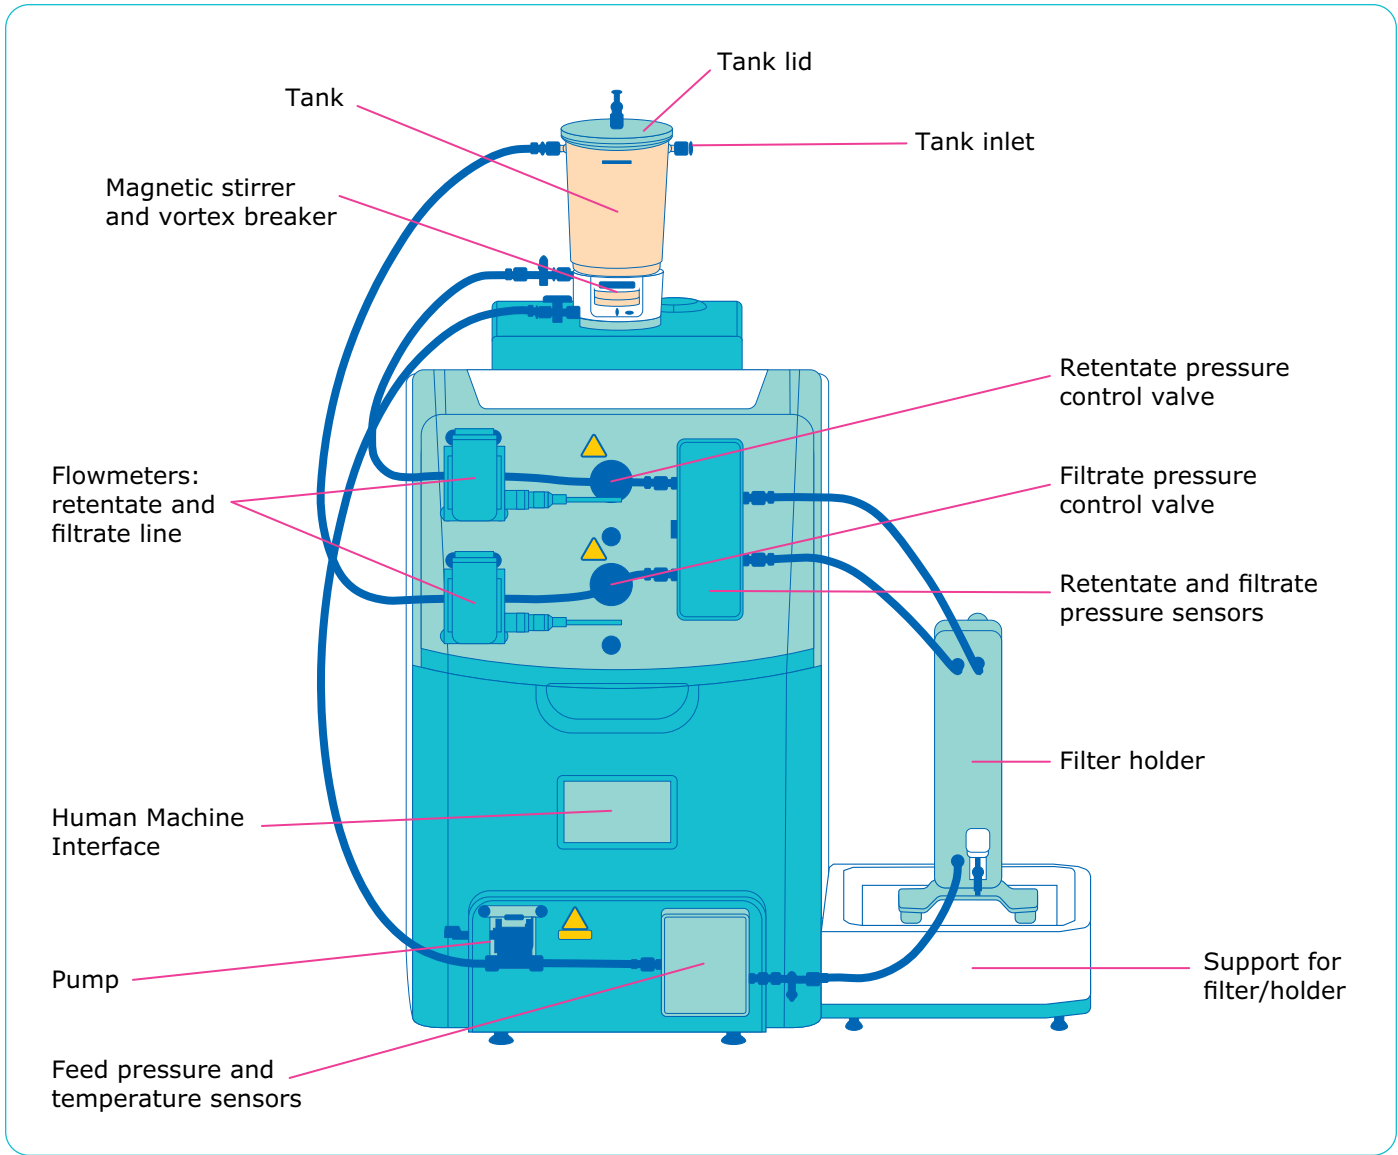 Tank lid
Tank
Tank inlet
Magnetic stirrer
and vortex breaker
Retentate pressure
control valve
Flowmeters:
retentate and
filtrate line
Filtrate pressure
control valve
Retentate and filtrate
pressure sensors
Filter holder
Human Machine
Interface
Pump
Support for
filter/holder
Feed pressure and
temperature sensors